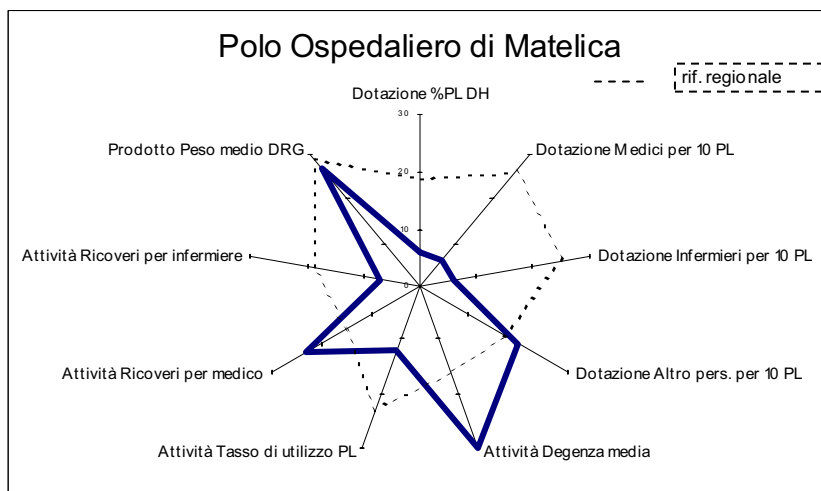 Polo Ospedaliero di Matelica
rif. regionale
Dotazione %PL DH
30
Prodotto Peso medio DRG
Dotazione Medici per 10 PL
20
10
Attività Ricoveri per infermiere
Dotazione Infermieri per 10 PL
0
Attività Ricoveri per medico
Dotazione Altro pers. per 10 PL
Attività Tasso di utilizzo PL
Attività Degenza media